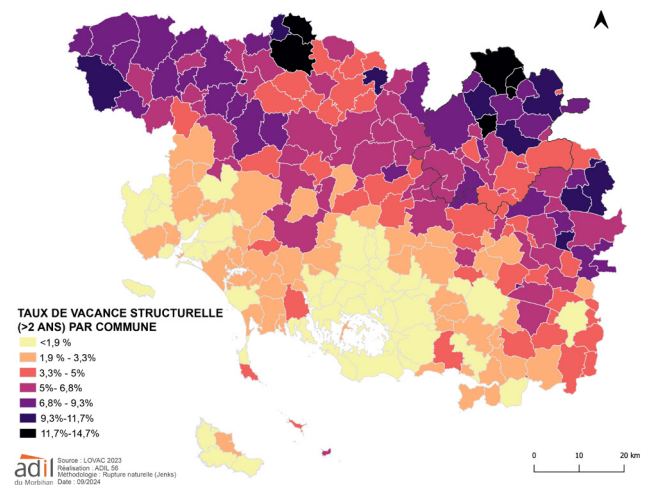 TAUX DE VACANCE STRUCTURELLE
(>2 ANS) PAR COMMUNE
<1,9 %
1,9 % - 3,3%
3,3% - 5%
5%- 6,8%
6,8% - 9,3%
9,3%-11,7%
11,7%-14,7%
adil
du Morbihan
Source : LOVAC 2023
Réalisation : ADIL 56
Méthodologie : Rupture naturelle (Jenks)
Date : 09/2024
0 10 20 km